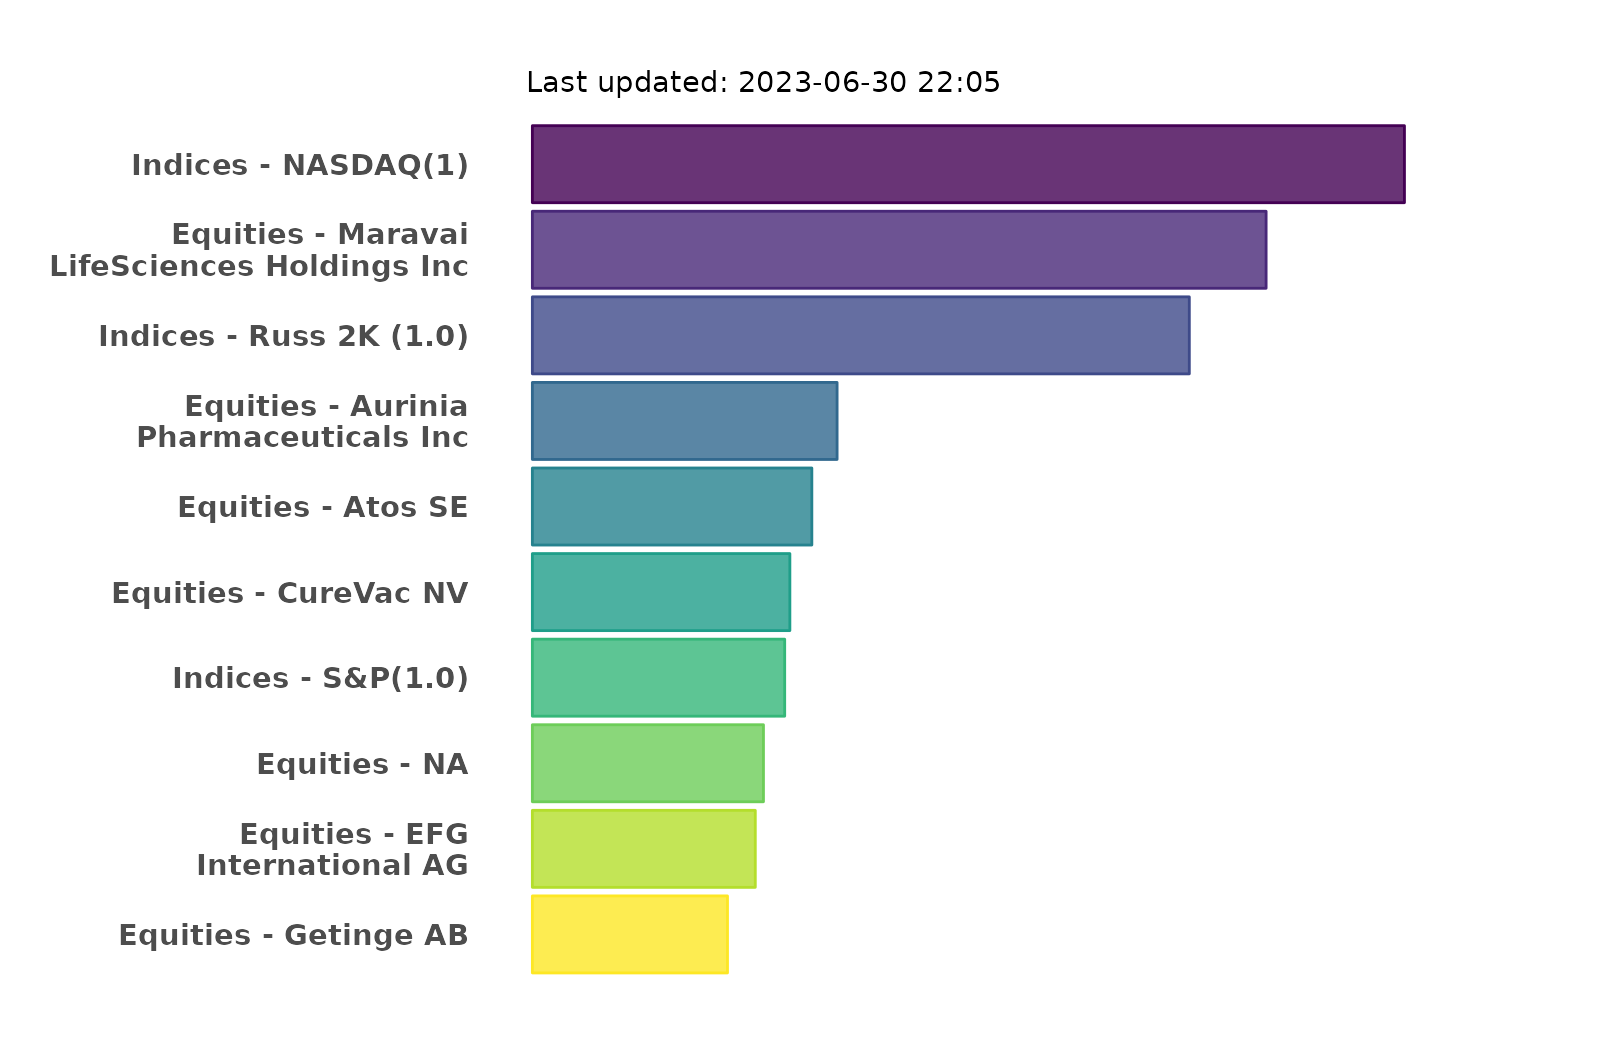 Last updated: 2023-06-30 22:05
Indices - NASDAQ(1)
Equities - Maravai
LifeSciences Holdings Inc
Indices - Russ 2K (1.0)
Equities - Aurinia
Pharmaceuticals Inc
Equities - Atos SE
Equities - CureVac NV
Indices - S&P(1.0)
Equities - NA
Equities - EFG
International AG
Equities - Getinge AB